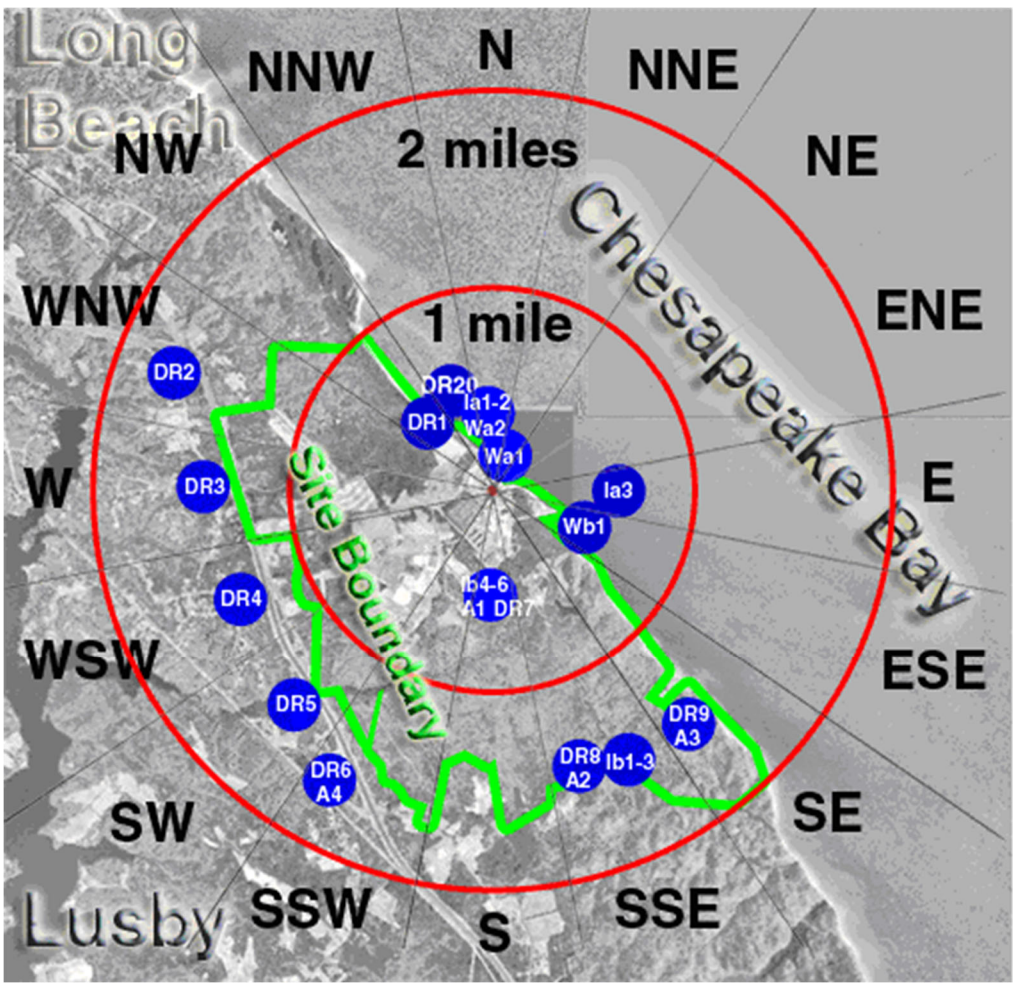 Long
Beach
NNW
N
NNE
NW
2 miles
NE
Chesapeake Bay
WNW
1 mile
ENE
DR2
DR20
Ia1-2
DR1
Wa2
Wa1
Site Boundary
W
DR3
Ia3
E
Wb1
Ib4-6
A1 DR7
DR4
WSW
ESE
DR5
DR9
A3
DR6
A4
DR8
A2
Ib1-3
SW
SE
SSW
SSE
Lusby
S